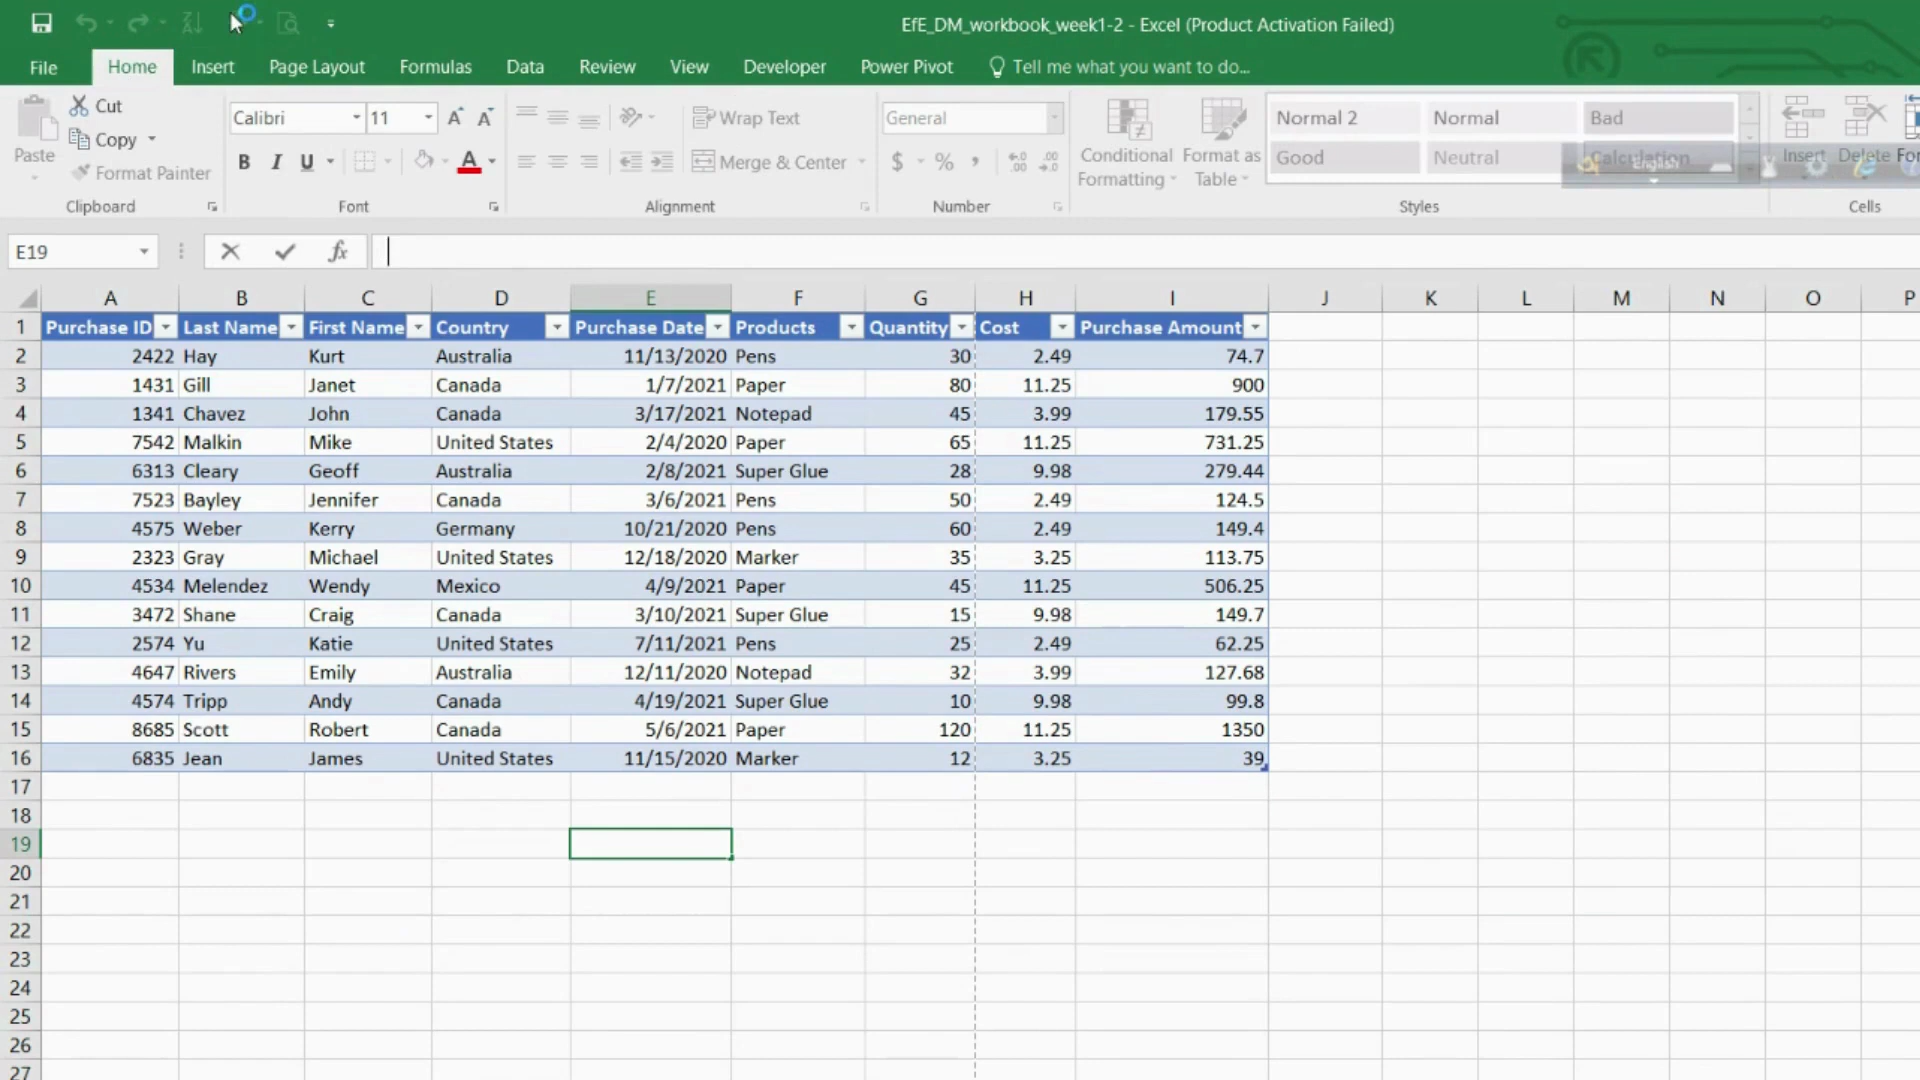 EfE_DM_workbook_week1-2 - Excel (Product Activation Failed)
File Home Insert Page Layout Formulas Data Review View Developer Power Pivot Tell me what you want to do...
Paste Cut Copy Format Painter Clipboard
Calibri 11 B I U A Font
Wrap Text Merge & Center Alignment
General $ % , Number
Conditional Formatting Format as Table
Normal 2 Normal Bad
Good Neutral Calculation
English
Styles
Insert Delete For
Cells
E19 fx
A B C D E F G H I J K L M N O P
1 Purchase ID Last Name First Name Country Purchase Date Products Quantity Cost Purchase Amount
2 2422 Hay Kurt Australia 11/13/2020 Pens 30 2.49 74.7
3 1431 Gill Janet Canada 1/7/2021 Paper 80 11.25 900
4 1341 Chavez John Canada 3/17/2021 Notepad 45 3.99 179.55
5 7542 Malkin Mike United States 2/4/2020 Paper 65 11.25 731.25
6 6313 Cleary Geoff Australia 2/8/2021 Super Glue 28 9.98 279.44
7 7523 Bayley Jennifer Canada 3/6/2021 Pens 50 2.49 124.5
8 4575 Weber Kerry Germany 10/21/2020 Pens 60 2.49 149.4
9 2323 Gray Michael United States 12/18/2020 Marker 35 3.25 113.75
10 4534 Melendez Wendy Mexico 4/9/2021 Paper 45 11.25 506.25
11 3472 Shane Craig Canada 3/10/2021 Super Glue 15 9.98 149.7
12 2574 Yu Katie United States 7/11/2021 Pens 25 2.49 62.25
13 4647 Rivers Emily Australia 12/11/2020 Notepad 32 3.99 127.68
14 4574 Tripp Andy Canada 4/19/2021 Super Glue 10 9.98 99.8
15 8685 Scott Robert Canada 5/6/2021 Paper 120 11.25 1350
16 6835 Jean James United States 11/15/2020 Marker 12 3.25 39
17
18
19
20
21
22
23
24
25
26
27